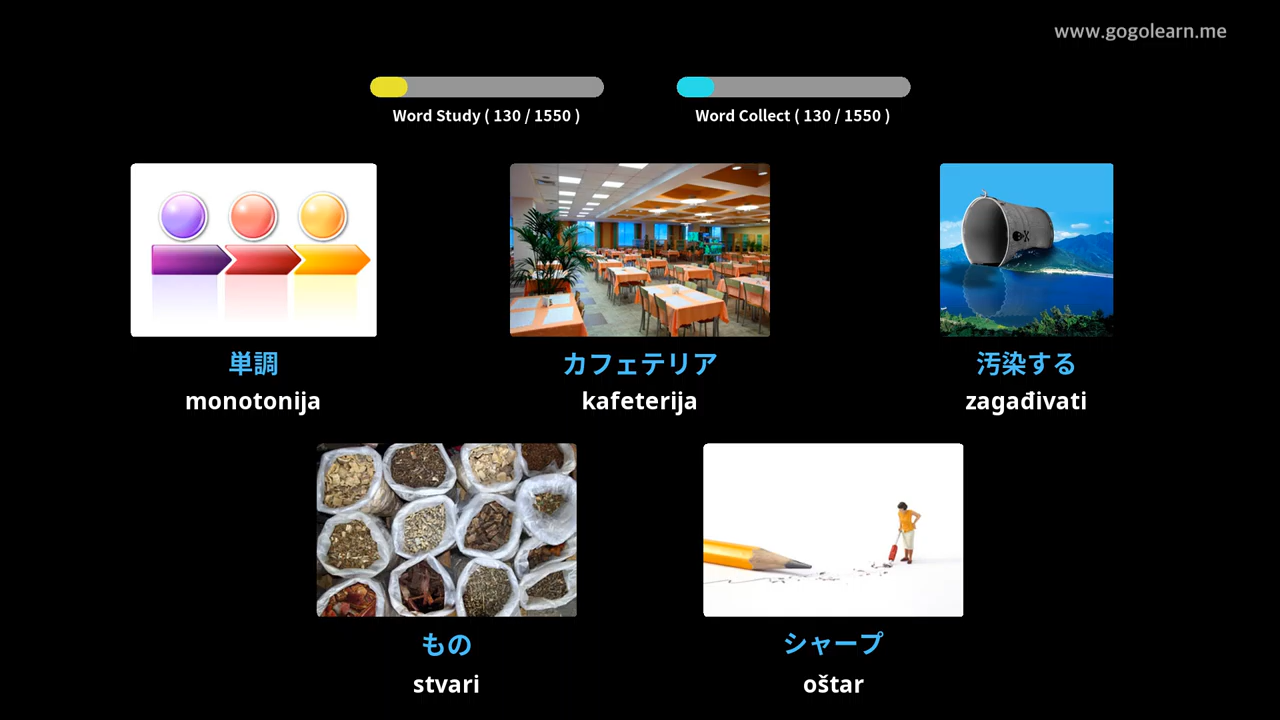 www.gogolearn.me
Word Study ( 130 / 1550 )
Word Collect ( 130 / 1550 )
単調
monotonija
カフェテリア
kafeterija
汚染する
zagađivati
もの
stvari
シャープ
oštar